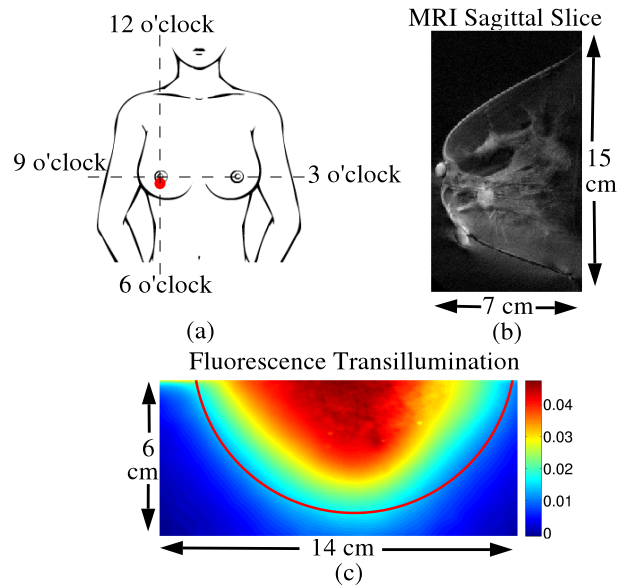 12 o'clock
9 o'clock
3 o'clock
6 o'clock
(a)
MRI Sagittal Slice
15
cm
7 cm
(b)
Fluorescence Transillumination
6
cm
14 cm
0.04
0.03
0.02
0.01
0
(c)